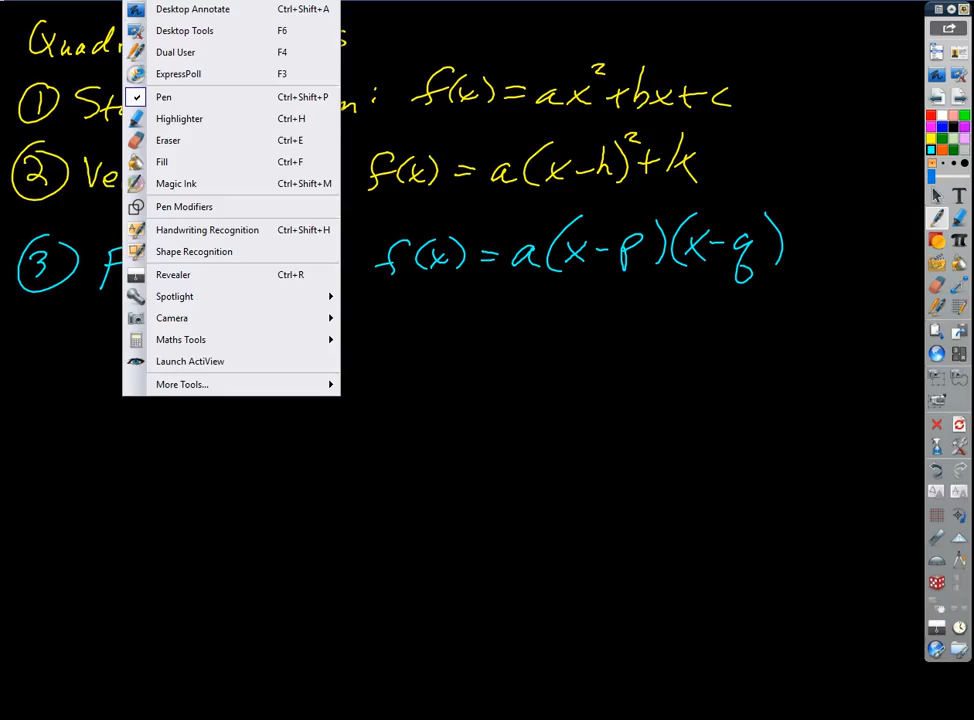 Quad
① St n : f(x) = ax² + bx + c
② Ve f(x) = a(x-h)² + k
③ F f(x) = a(x-p)(x-q)
Desktop Annotate Ctrl+Shift+A
Desktop Tools F6
Dual User F4
ExpressPoll F3
Pen Ctrl+Shift+P
Highlighter Ctrl+H
Eraser Ctrl+E
Fill Ctrl+F
Magic Ink Ctrl+Shift+M
Pen Modifiers
Handwriting Recognition Ctrl+Shift+H
Shape Recognition
Revealer Ctrl+R
Spotlight
Camera
Maths Tools
Launch ActiView
More Tools...